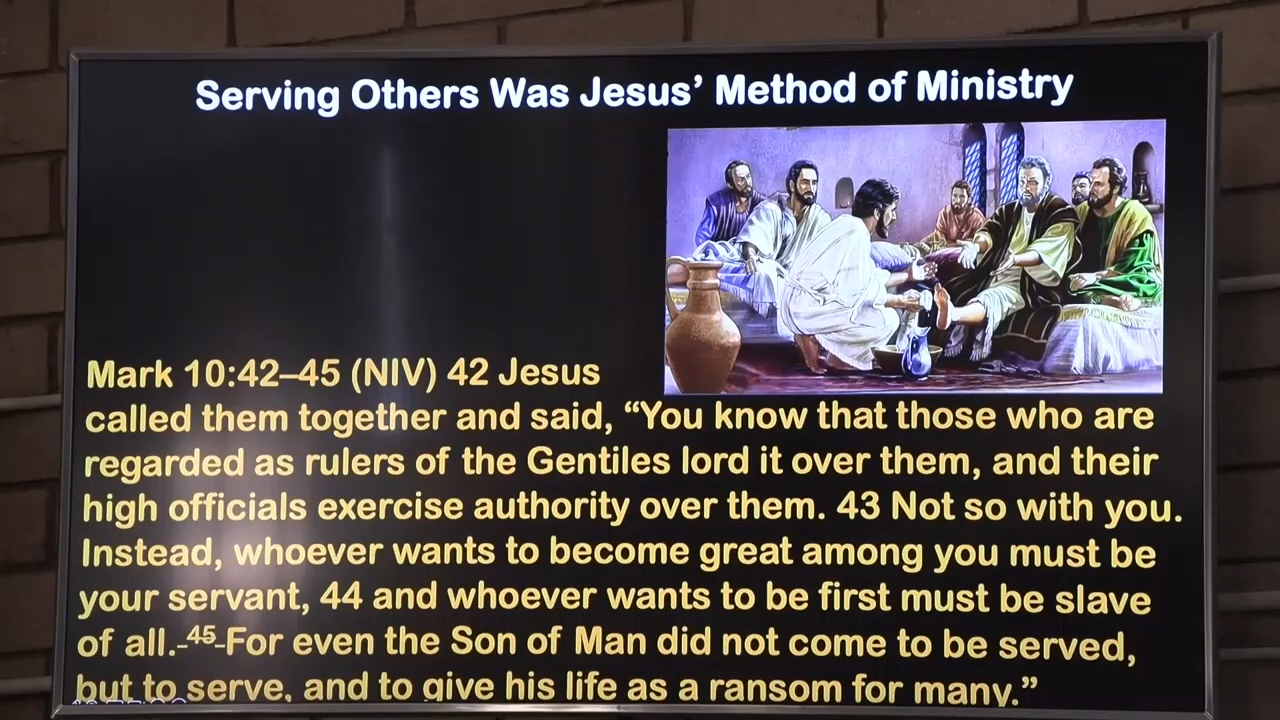 Serving Others Was Jesus’ Method of Ministry
Mark 10:42–45 (NIV) 42 Jesus
called them together and said, “You know that those who are
regarded as rulers of the Gentiles lord it over them, and their
high officials exercise authority over them. 43 Not so with you.
Instead, whoever wants to become great among you must be
your servant, 44 and whoever wants to be first must be slave
of all. 45 For even the Son of Man did not come to be served,
but to serve, and to give his life as a ransom for many.”